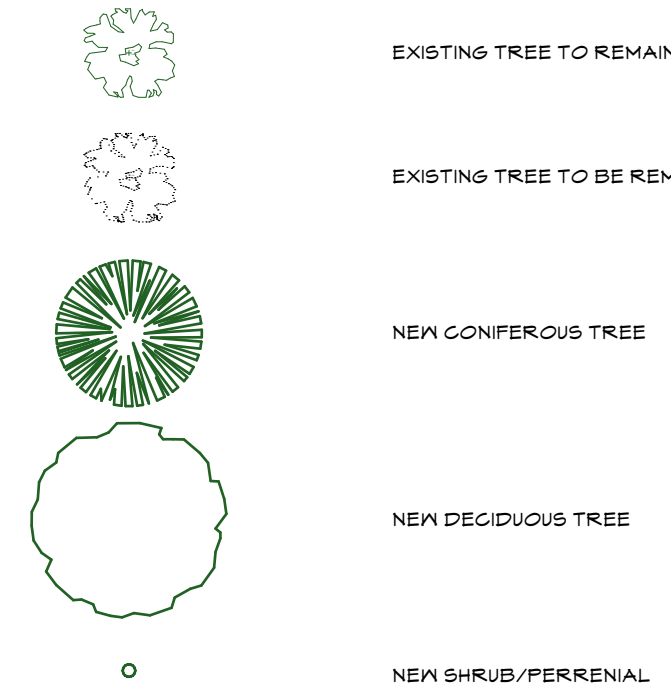 EXISTING TREE TO REMAIN
EXISTING TREE TO BE REM
NEW CONIFEROUS TREE
NEW DECIDUOUS TREE
NEW SHRUB/PERRENIAL